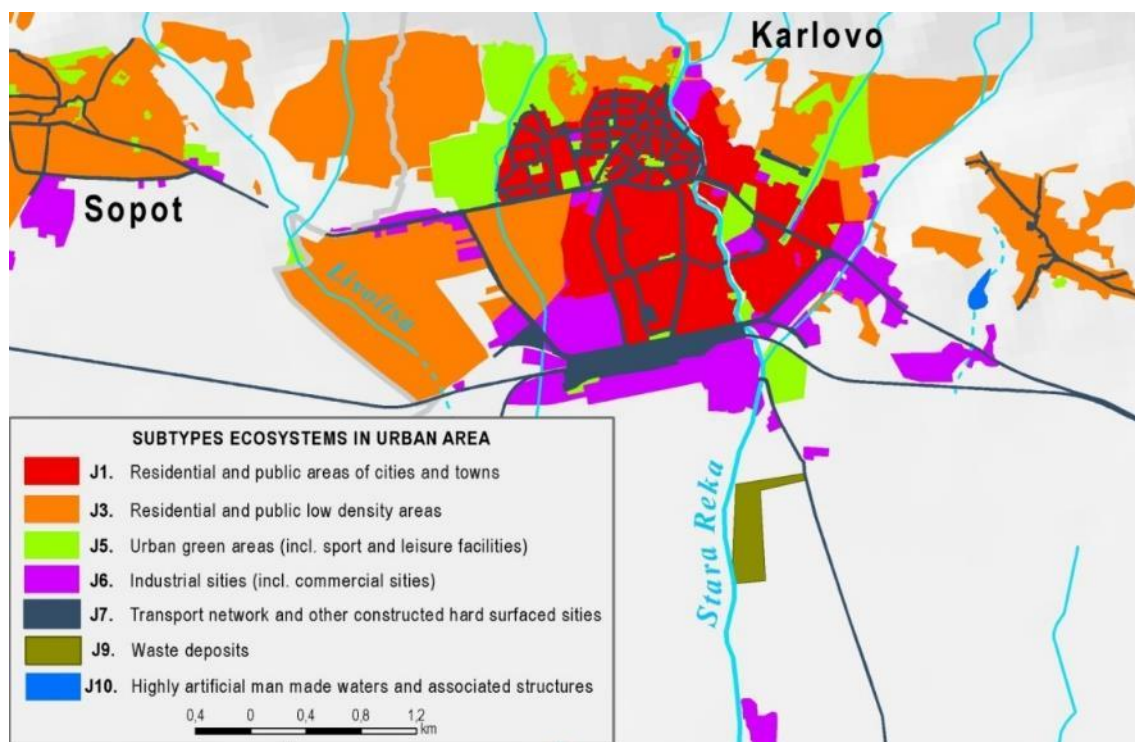 Karlovo
Sopot
Livaitsa
Stara Reka
SUBTYPES ECOSYSTEMS IN URBAN AREA
J1. Residential and public areas of cities and towns
J3. Residential and public low density areas
J5. Urban green areas (incl. sport and leisure facilities)
J6. Industrial sities (incl. commercial sities)
J7. Transport network and other constructed hard surfaced sities
J9. Waste deposits
J10. Highly artificial man made waters and associated structures
0,4 0 0,4 0,8 1,2
km